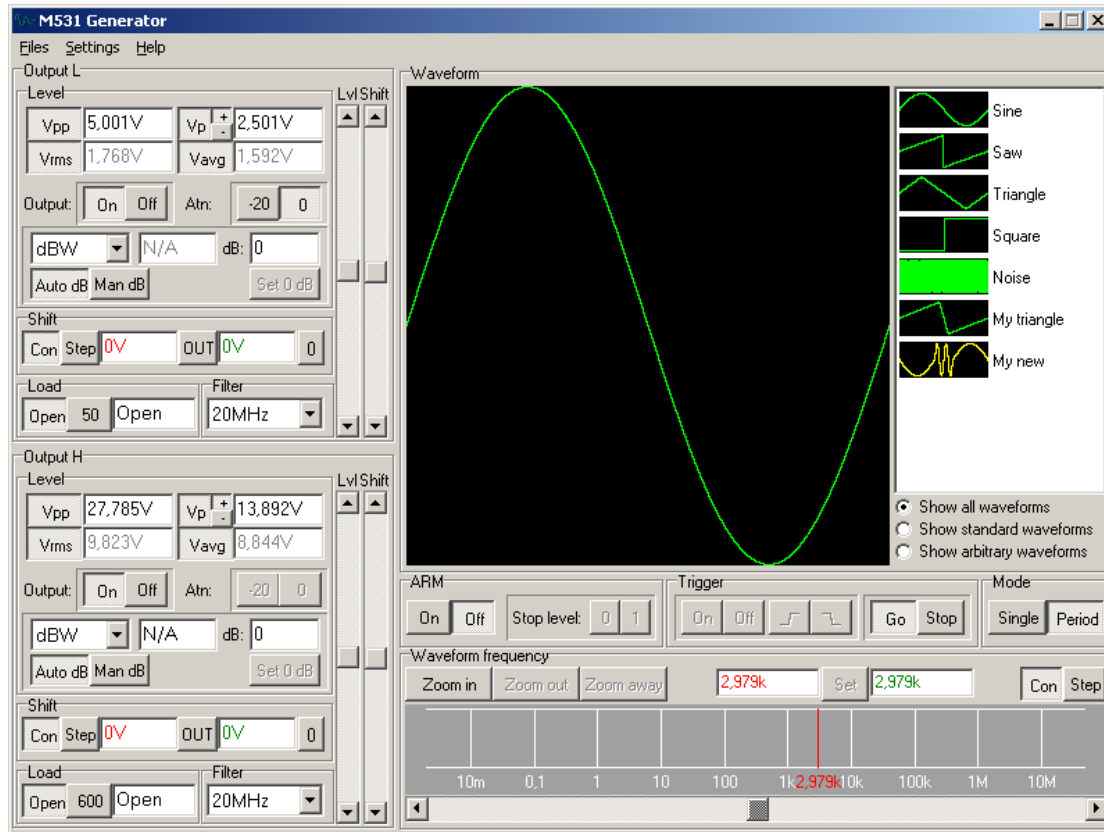 M531 Generator
Files Settings Help
Output L
Level
Lvl Shift
Vpp 5,001V Vp + - 2,501V
Vrms 1,768V Vavg 1,592V
Output: On Off Atn: -20 0
dBW N/A dB: 0
Auto dB Man dB Set 0 dB
Shift
Con Step 0V OUT 0V 0
Load Filter
Open 50 Open 20MHz
Output H
Level
Lvl Shift
Vpp 27,785V Vp + - 13,892V
Vrms 9,823V Vavg 8,844V
Output: On Off Atn: -20 0
dBW N/A dB: 0
Auto dB Man dB Set 0 dB
Shift
Con Step 0V OUT 0V 0
Load Filter
Open 600 Open 20MHz
Waveform
Sine
Saw
Triangle
Square
Noise
My triangle
My new
Show all waveforms
Show standard waveforms
Show arbitrary waveforms
ARM Trigger Mode
On Off Stop level: 0 1 On Off Go Stop Single Period
Waveform frequency
Zoom in Zoom out Zoom away 2,979k Set 2,979k Con Step
10m 0,1 1 10 100 1k 2,979k 10k 100k 1M 10M